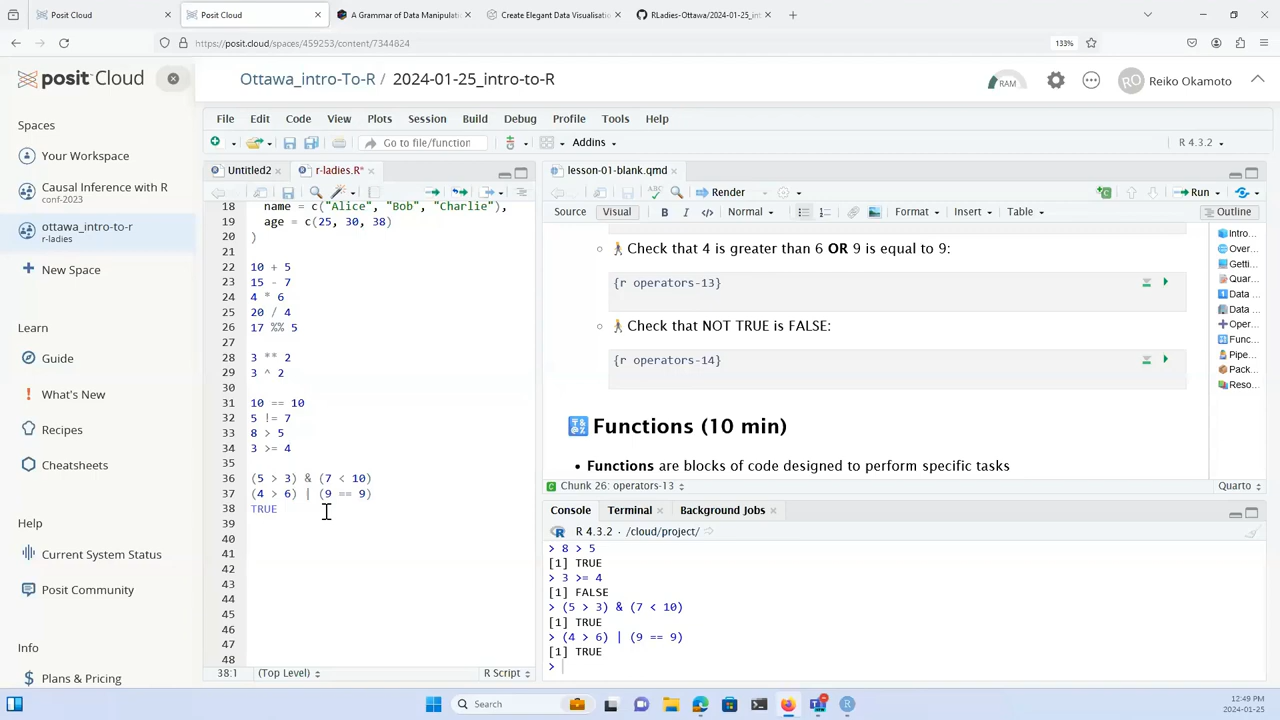 Posit Cloud
Posit Cloud
A Grammar of Data Manipulati
Create Elegant Data Visualisatio
RLadies-Ottawa/2024-01-25_int
https://posit.cloud/spaces/459253/content/7344824
133%
posit Cloud
Ottawa_intro-To-R / 2024-01-25_intro-to-R
RAM
RO
Reiko Okamoto
Spaces
Your Workspace
Causal Inference with R
conf-2023
ottawa_intro-to-r
r-ladies
New Space
Learn
Guide
What's New
Recipes
Cheatsheets
Help
Current System Status
Posit Community
Info
Plans & Pricing
File Edit Code View Plots Session Build Debug Profile Tools Help
Go to file/function
Addins
R 4.3.2
Untitled2
r-ladies.R*
18 name = c("Alice", "Bob", "Charlie"),
19 age = c(25, 30, 38)
20 )
21
22 10 + 5
23 15 - 7
24 4 * 6
25 20 / 4
26 17 %% 5
27
28 3 ** 2
29 3 ^ 2
30
31 10 == 10
32 5 != 7
33 8 > 5
34 3 >= 4
35
36 (5 > 3) & (7 < 10)
37 (4 > 6) | (9 == 9)
38 TRUE
39
40
41
42
43
44
45
46
47
48
38:1 (Top Level) R Script
lesson-01-blank.qmd
Render
Run
Source Visual B I </> Normal Format Insert Table Outline
Check that 4 is greater than 6 OR 9 is equal to 9:
{r operators-13}
Check that NOT TRUE is FALSE:
{r operators-14}
Functions (10 min)
• Functions are blocks of code designed to perform specific tasks
Intro...
Over...
Getti...
Quar...
Data ...
Data ...
Oper...
Func...
Pipe...
Pack...
Reso...
Chunk 26: operators-13 Quarto
Console Terminal Background Jobs
R 4.3.2 · /cloud/project/
> 8 > 5
[1] TRUE
> 3 >= 4
[1] FALSE
> (5 > 3) & (7 < 10)
[1] TRUE
> (4 > 6) | (9 == 9)
[1] TRUE
>
Search
12:49 PM
2024-01-25